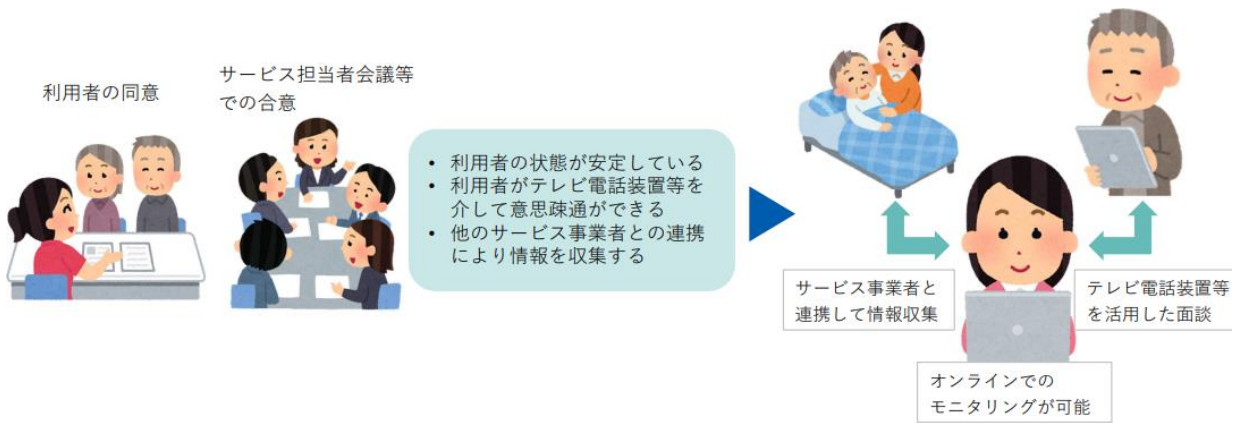 利用者の同意
サービス担当者会議等
での合意
• 利用者の状態が安定している
• 利用者がテレビ電話装置等を
介して意思疎通ができる
• 他のサービス事業者との連携
により情報を収集する
サービス事業者と
連携して情報収集
テレビ電話装置等
を活用した面談
オンラインでの
モニタリングが可能